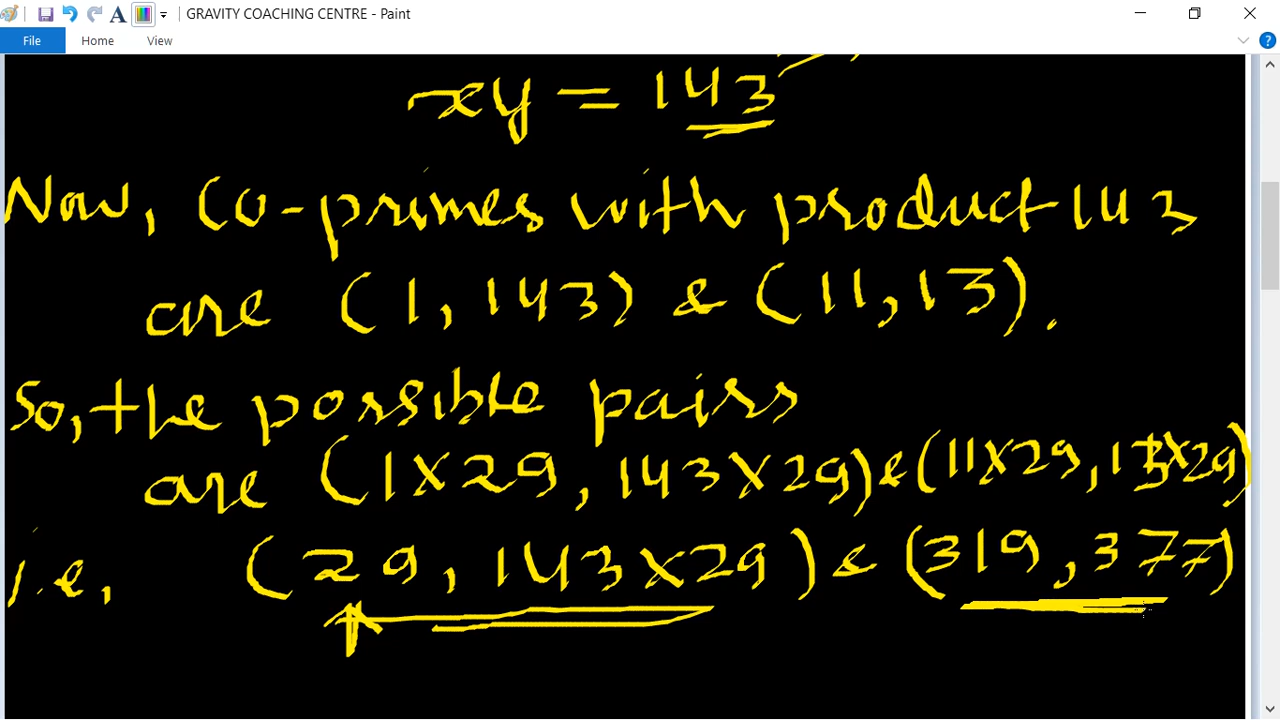 GRAVITY COACHING CENTRE - Paint
File Home View
xy = 143
Now, Co-primes with product 143
are (1, 143) & (11, 13).
So, the possible pairs
are (1×29, 143×29) & (11×29, 13×29)
i.e, (29, 143×29) & (319, 377)